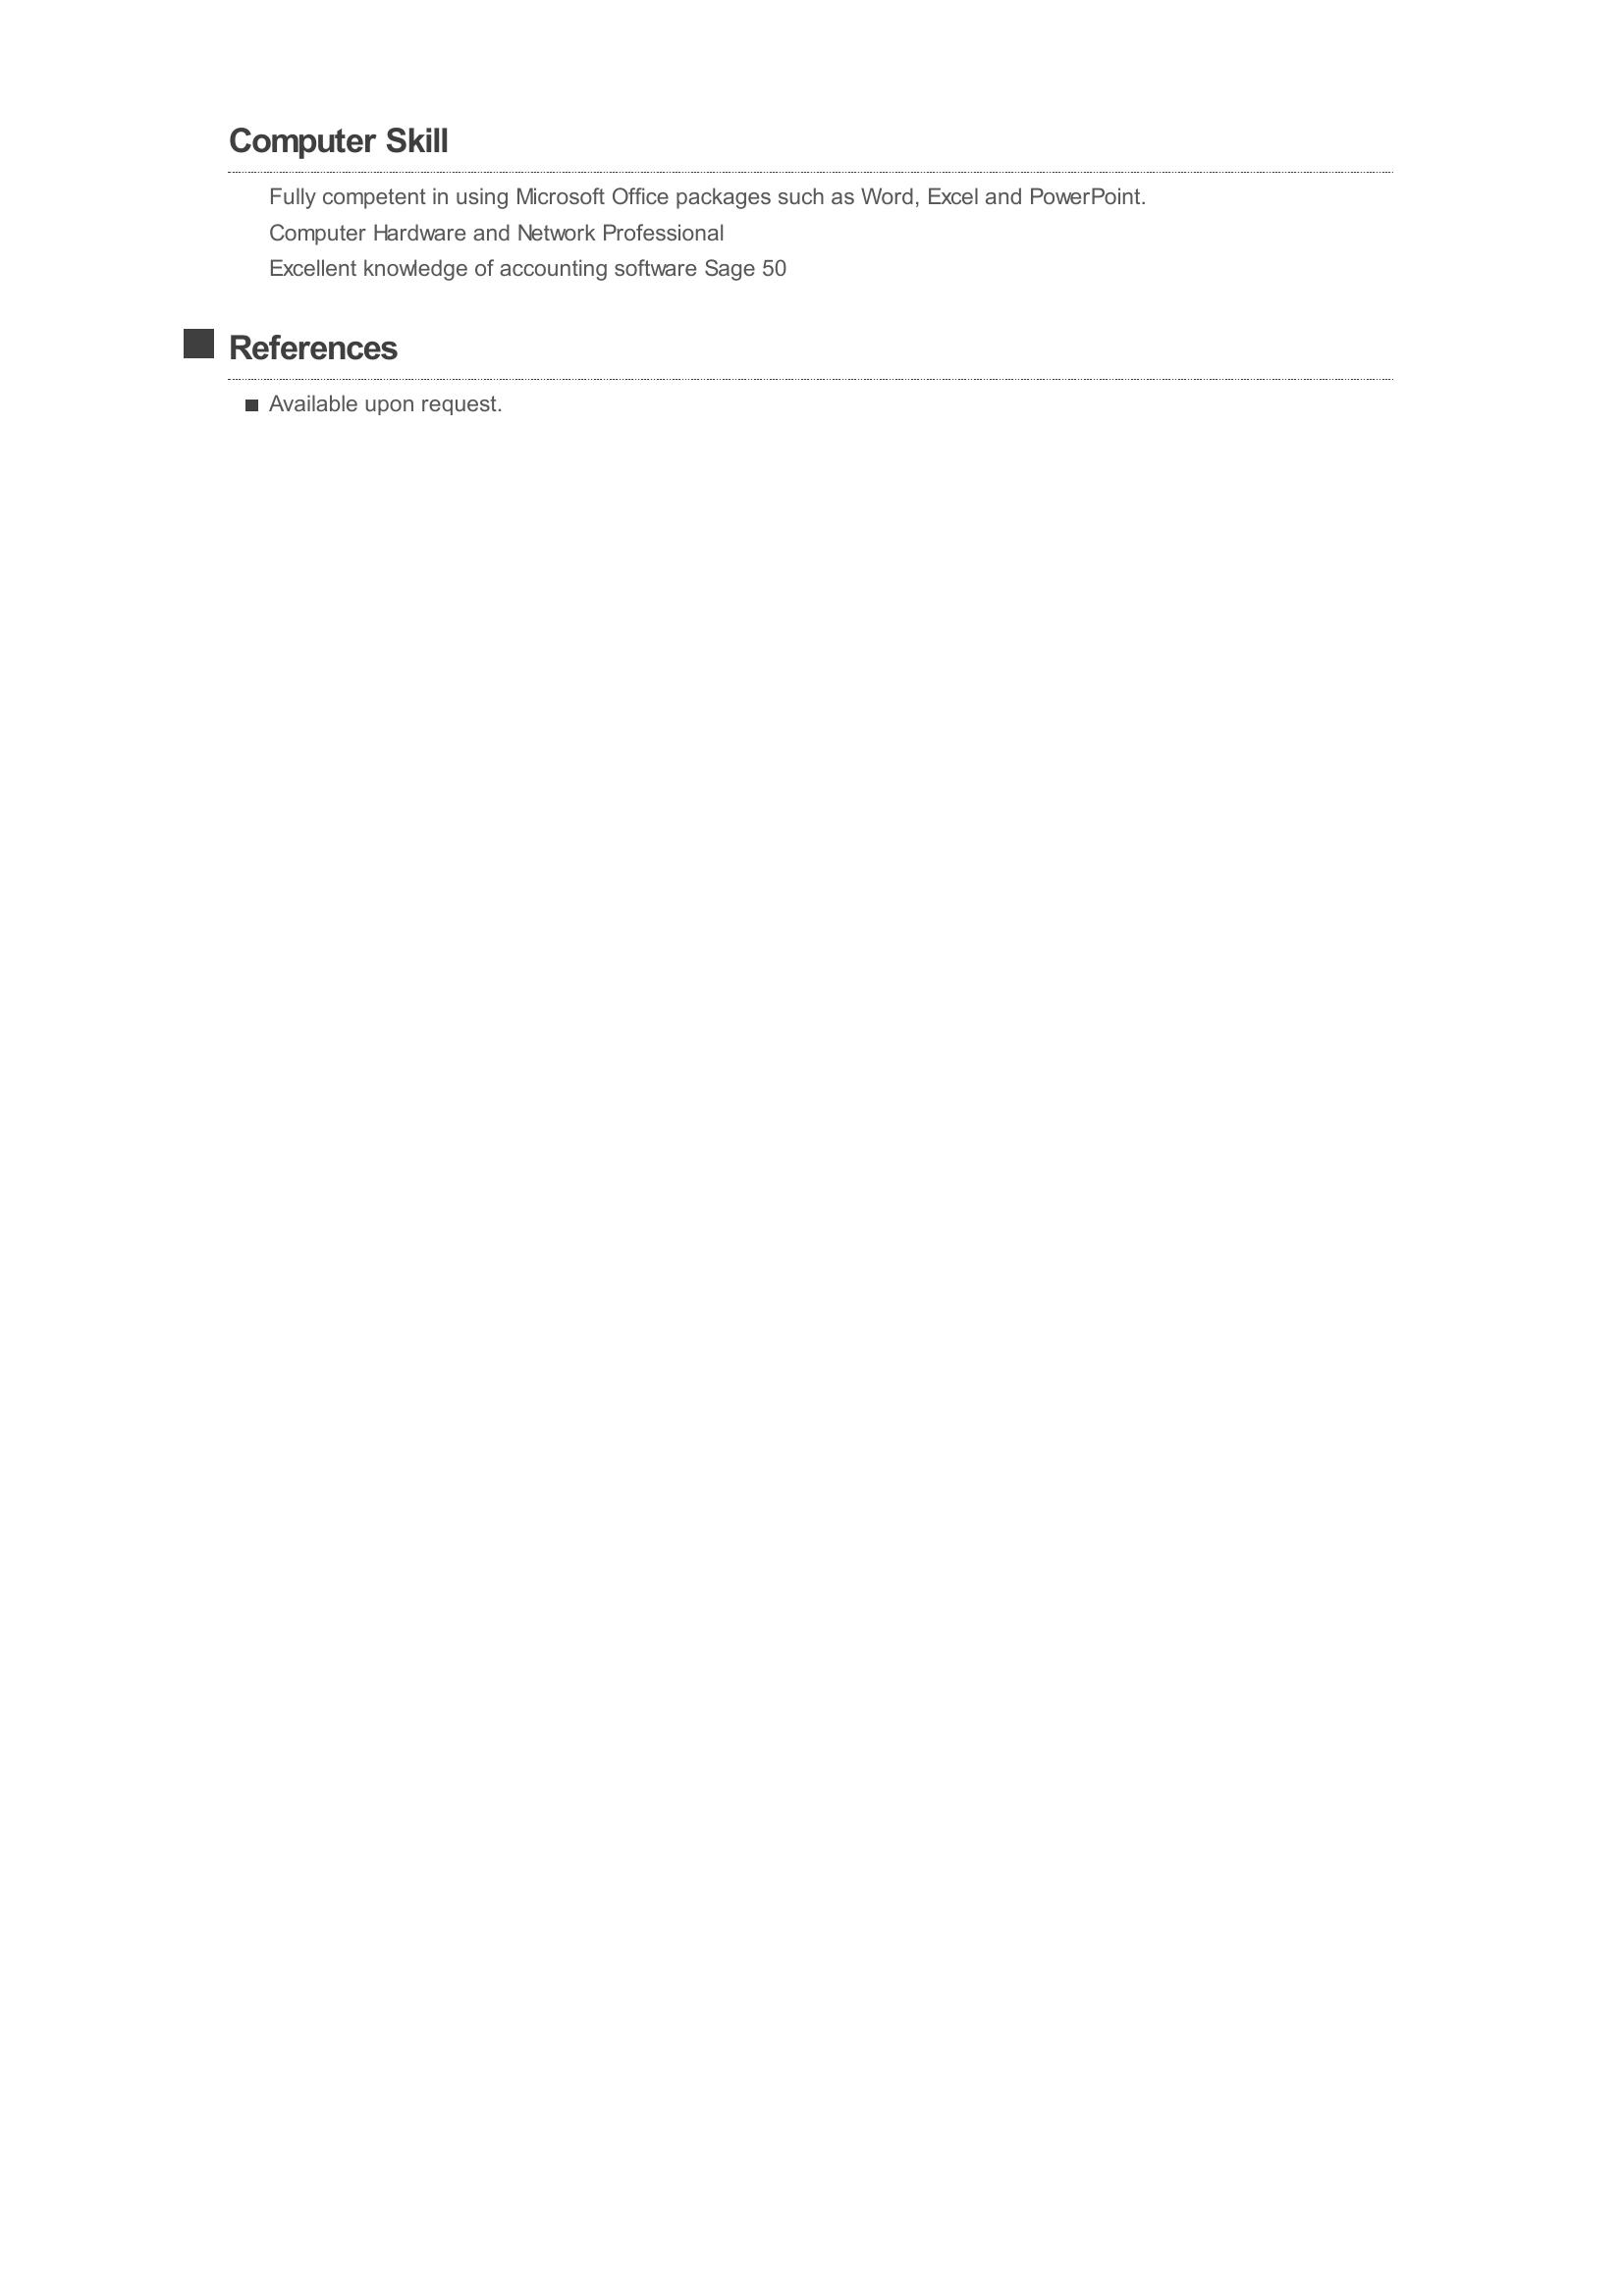 Computer Skill
Fully competent in using Microsoft Office packages such as Word, Excel and PowerPoint.
Computer Hardware and Network Professional
Excellent knowledge of accounting software Sage 50
References
Available upon request.